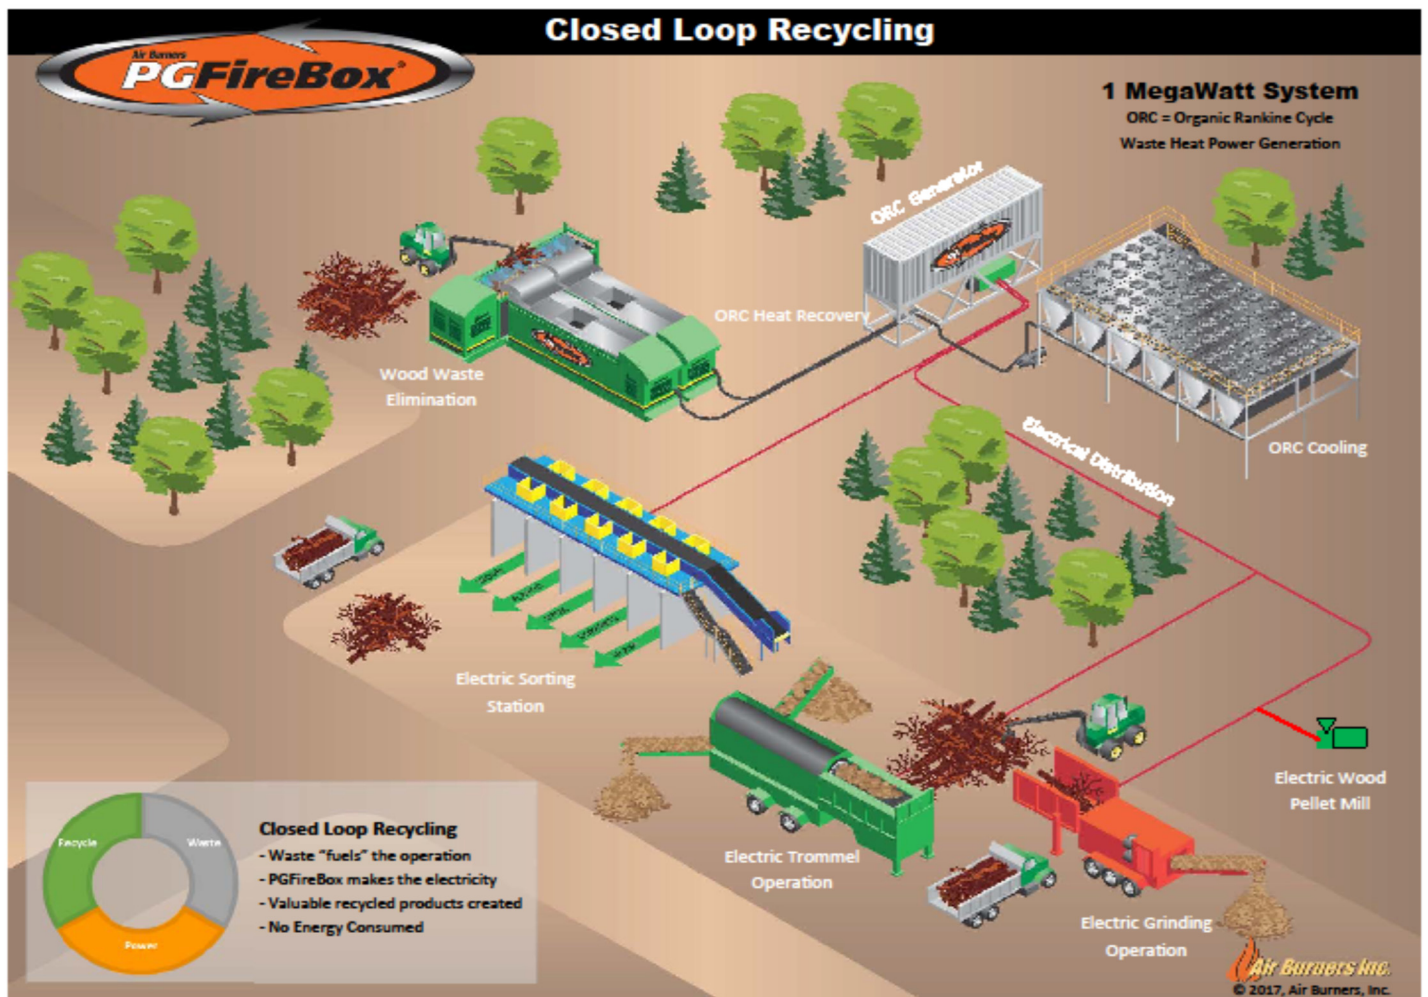 Closed Loop Recycling
Air Burners
PGFireBox®
1 MegaWatt System
ORC = Organic Rankine Cycle
Waste Heat Power Generation
ORC Generator
ORC Heat Recovery
Wood Waste
Elimination
ORC Cooling
Electrical Distribution
Electric Sorting
Station
Electric Wood
Pellet Mill
Electric Trommel
Operation
Electric Grinding
Operation
Recycle
Waste
Power
Closed Loop Recycling
- Waste “fuels” the operation
- PGFireBox makes the electricity
- Valuable recycled products created
- No Energy Consumed
Air Burners Inc.
© 2017, Air Burners, Inc.